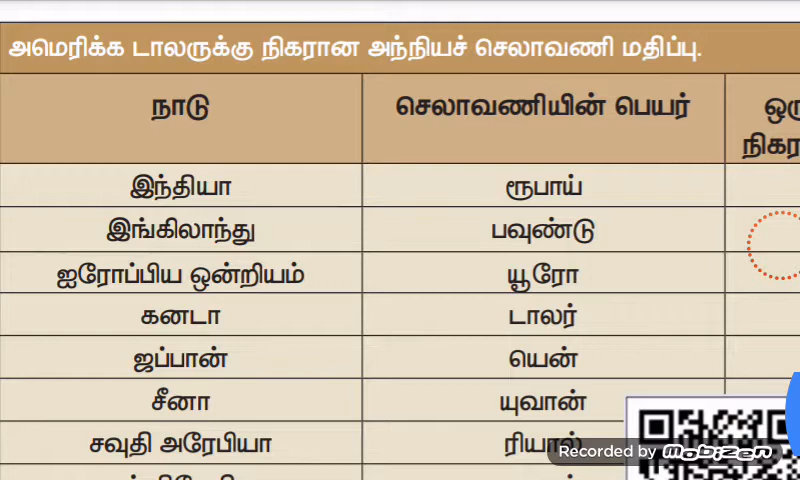 அமெரிக்க டாலருக்கு நிகரான அந்நியச் செலாவணி மதிப்பு.
நாடு செலாவணியின் பெயர்
இந்தியா ரூபாய்
இங்கிலாந்து பவுண்டு
ஐரோப்பிய ஒன்றியம் யூரோ
கனடா டாலர்
ஜப்பான் யென்
சீனா யுவான்
சவுதி அரேபியா ரியால்
Recorded by Mobizen